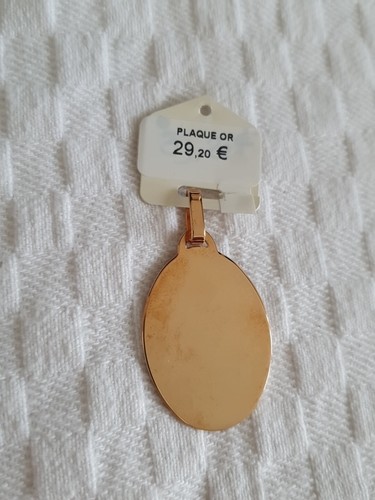 PLAQUE OR
29,20 €